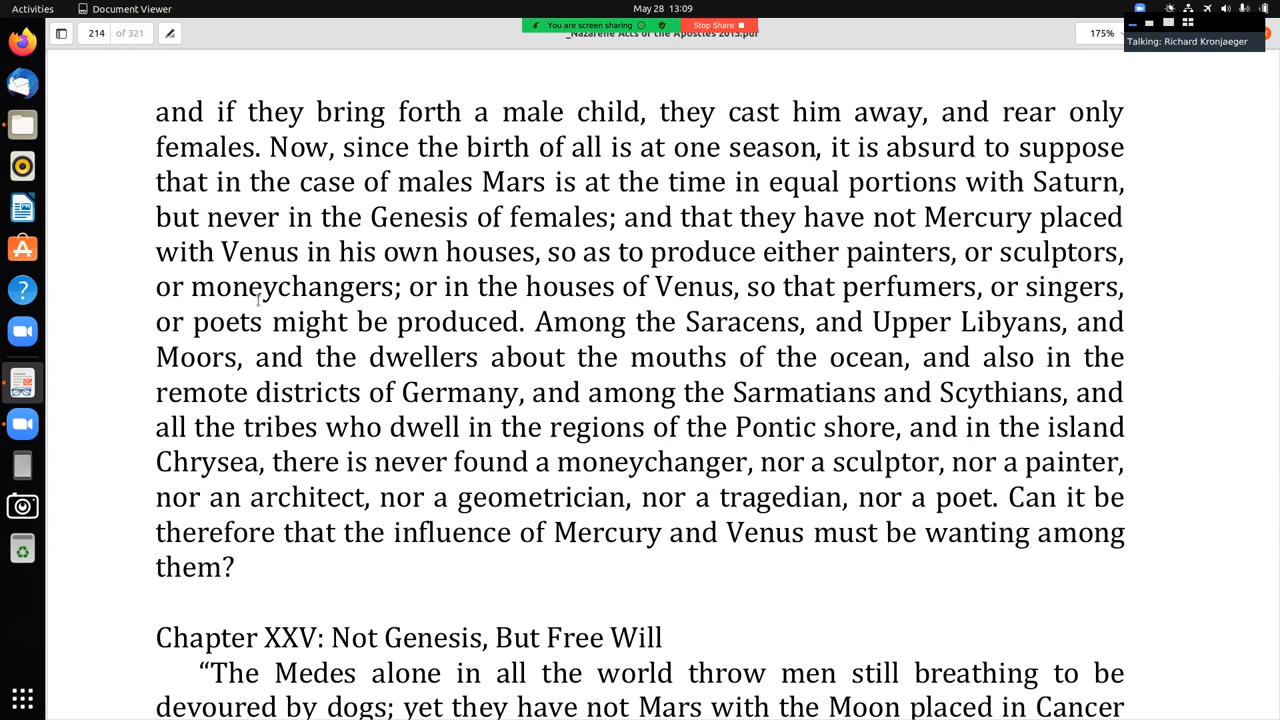 Activities
Document Viewer
May 28 13:09
You are screen sharing
Stop Share
214 of 321
_Nazarene Acts of the Apostles 2013.pdf
175%
Talking: Richard Kronjaeger
and if they bring forth a male child, they cast him away, and rear only
females. Now, since the birth of all is at one season, it is absurd to suppose
that in the case of males Mars is at the time in equal portions with Saturn,
but never in the Genesis of females; and that they have not Mercury placed
with Venus in his own houses, so as to produce either painters, or sculptors,
or moneychangers; or in the houses of Venus, so that perfumers, or singers,
or poets might be produced. Among the Saracens, and Upper Libyans, and
Moors, and the dwellers about the mouths of the ocean, and also in the
remote districts of Germany, and among the Sarmatians and Scythians, and
all the tribes who dwell in the regions of the Pontic shore, and in the island
Chrysea, there is never found a moneychanger, nor a sculptor, nor a painter,
nor an architect, nor a geometrician, nor a tragedian, nor a poet. Can it be
therefore that the influence of Mercury and Venus must be wanting among
them?
Chapter XXV: Not Genesis, But Free Will
“The Medes alone in all the world throw men still breathing to be
devoured by dogs; yet they have not Mars with the Moon placed in Cancer